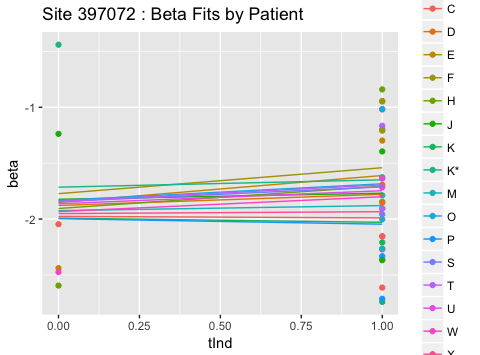 Site 397072 : Beta Fits by Patient
beta
-1
-2
0.00 0.25 0.50 0.75 1.00
tInd
C
D
E
F
H
J
K
K*
M
O
P
S
T
U
W
Y